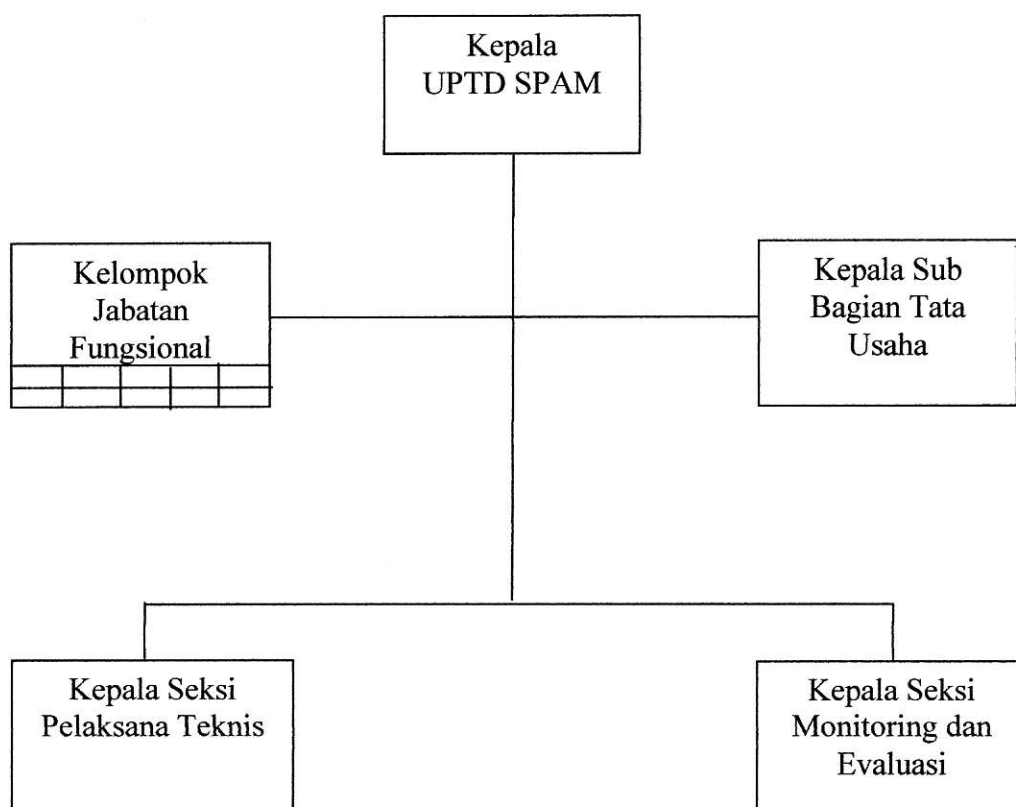 Kepala
UPTD SPAM
Kelompok
Jabatan
Fungsional
Kepala Sub
Bagian Tata
Usaha
Kepala Seksi
Pelaksana Teknis
Kepala Seksi
Monitoring dan
Evaluasi